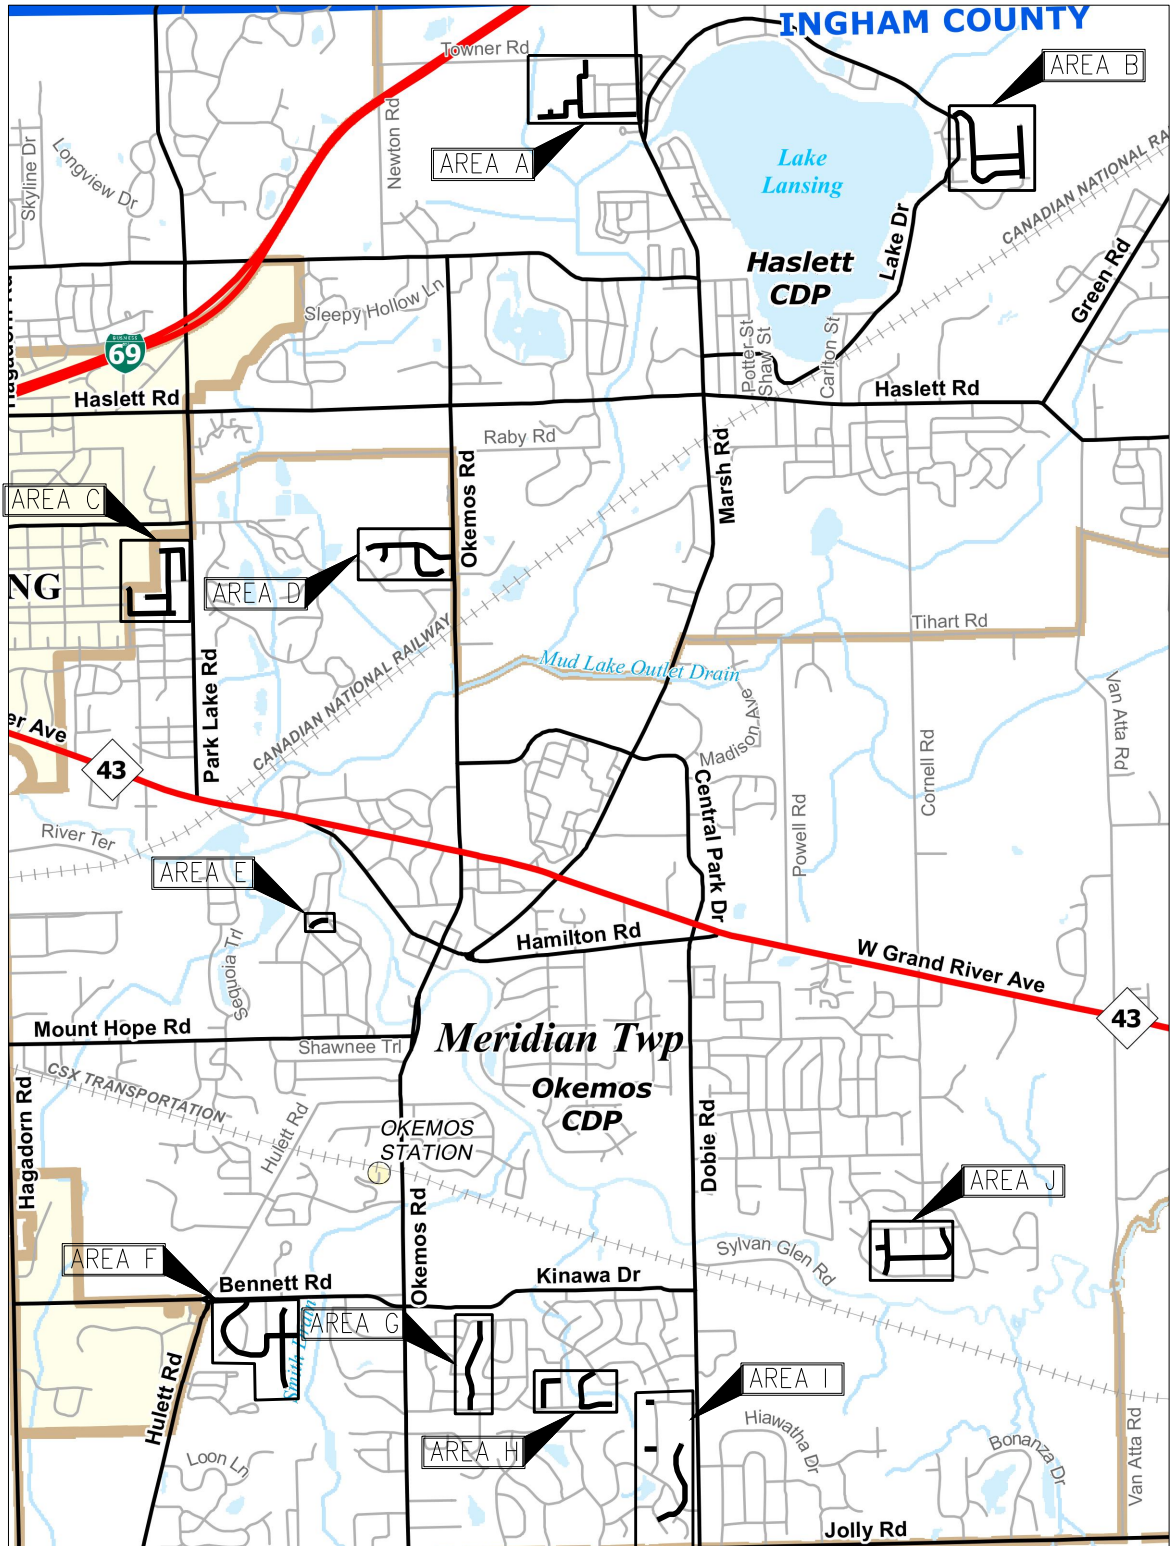 INGHAM COUNTY
Towner Rd
AREA B
AREA A
Newton Rd
Skyline Dr
Longview Dr
Lake
Lansing
CANADIAN NATIONAL RA
Lake Dr
Haslett
CDP
Green Rd
Sleepy Hollow Ln
BUSINESS
69
Potter St
Shaw St
Carlton St
Haslett Rd
Haslett Rd
Raby Rd
Okemos Rd
Marsh Rd
AREA C
NG
AREA D
Tihart Rd
Mud Lake Outlet Drain
Park Lake Rd
CANADIAN NATIONAL RAILWAY
Madison Ave
Van Atta Rd
er Ave
43
Central Park Dr
Powell Rd
Cornell Rd
River Ter
AREA E
Sequoia Trl
Hamilton Rd
W Grand River Ave
43
Mount Hope Rd
Shawnee Trl
Meridian Twp
Okemos
CDP
CSX TRANSPORTATION
Hagadorn Rd
Hulett Rd
OKEMOS
STATION
Dobie Rd
AREA J
Okemos Rd
Sylvan Glen Rd
AREA F
Bennett Rd
Kinawa Dr
AREA G
Smith Drain
Hulett Rd
AREA I
AREA H
Hiawatha Dr
Bonanza Dr
Van Atta Rd
Loon Ln
Jolly Rd